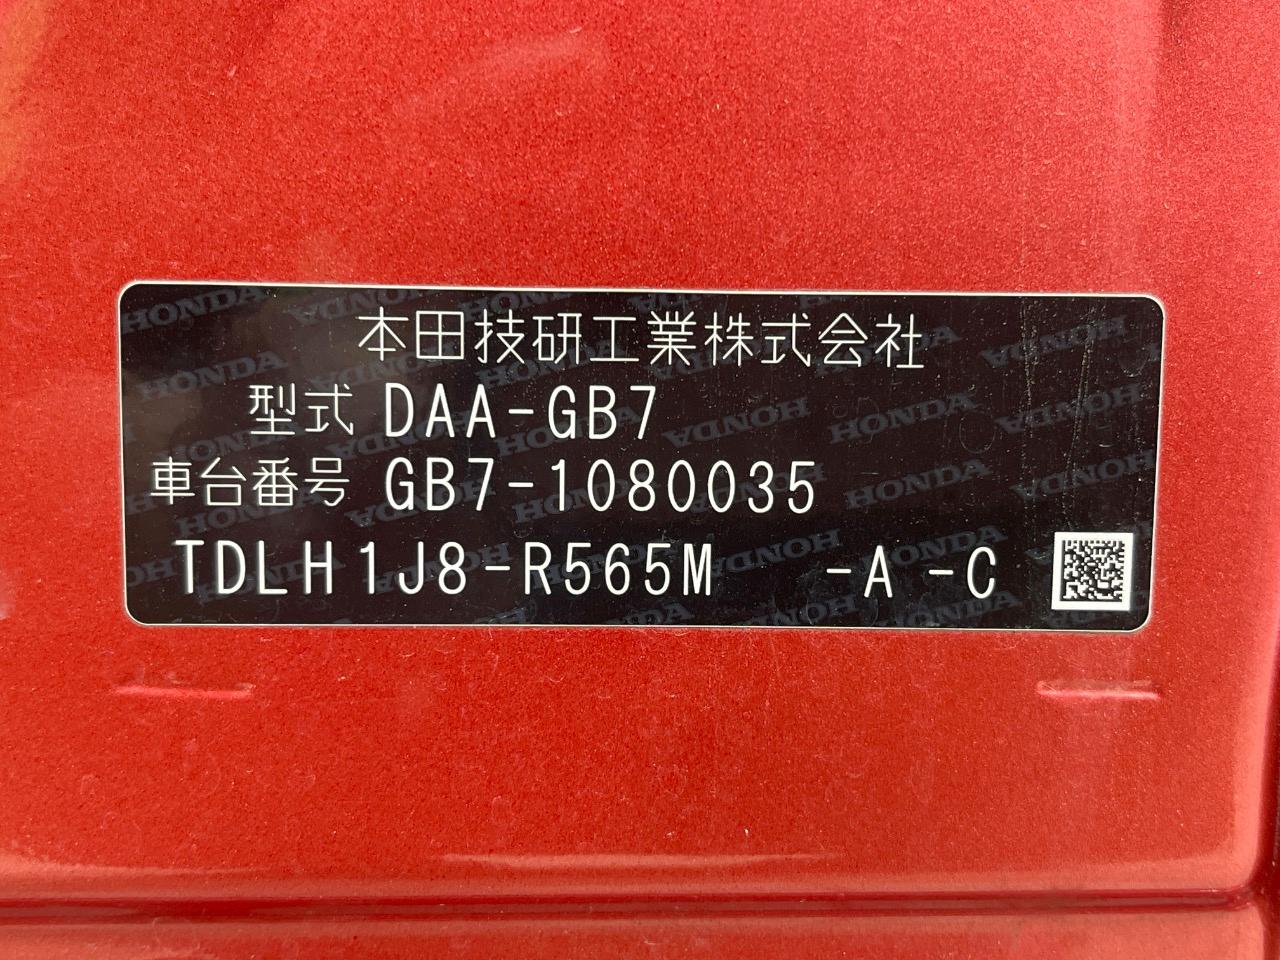 本田技研工業株式会社
型式 DAA-GB7
車台番号 GB7-1080035
TDLH1J8-R565M -A -C